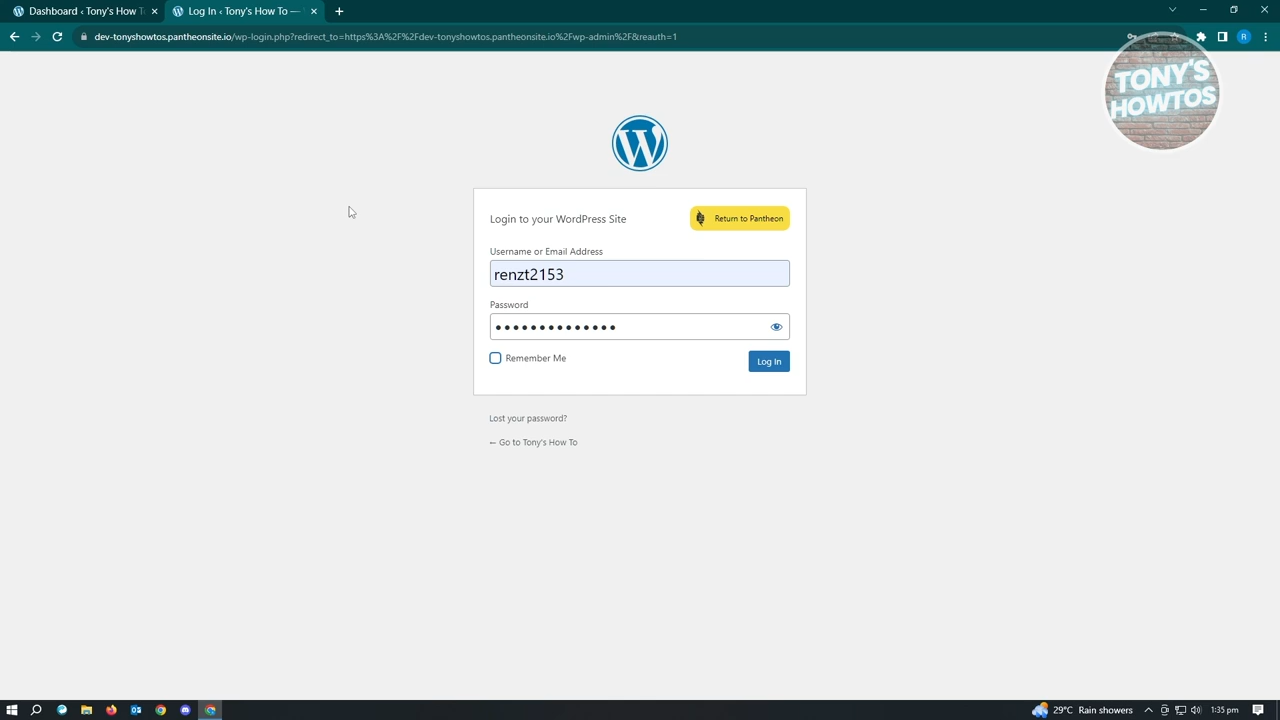 Dashboard ‹ Tony's How T
Log In ‹ Tony's How To —
dev-tonyshowtos.pantheonsite.io/wp-login.php?redirect_to=https%3A%2F%2Fdev-tonyshowtos.pantheonsite.io%2Fwp-admin%2F&reauth=1
R
TONY'S
HOWTOS
Login to your WordPress Site
Return to Pantheon
Username or Email Address
renzt2153
Password
Remember Me
Log In
Lost your password?
← Go to Tony's How To
29°C Rain showers
1:35 pm